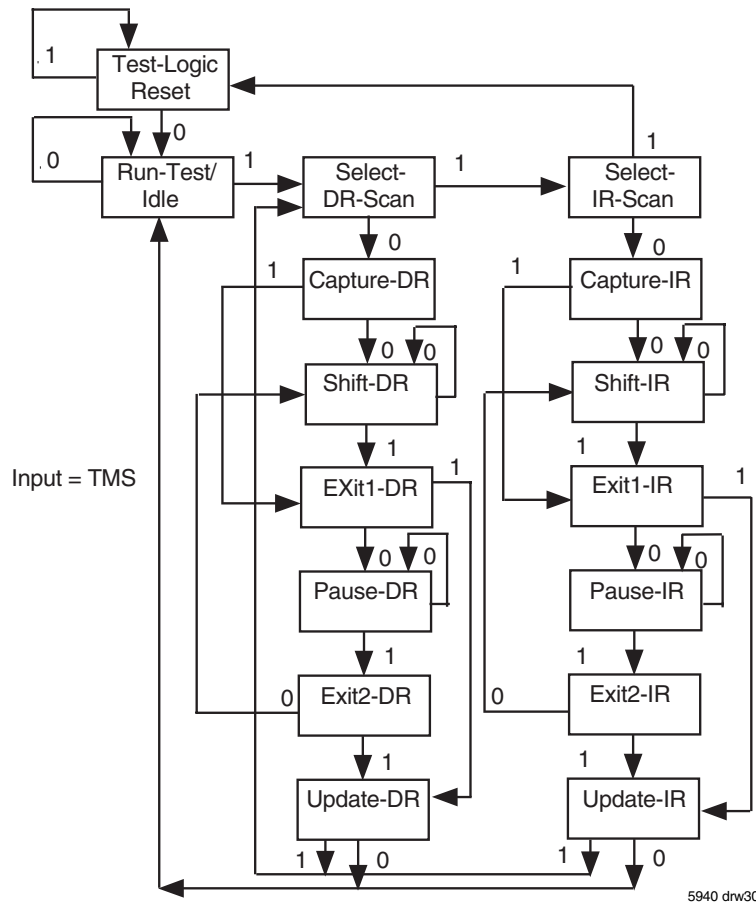 1
Test-Logic
Reset
0
1
0
Run-Test/
Idle
1
Select-
DR-Scan
1
Select-
IR-Scan
0
0
1
Capture-DR
1
Capture-IR
0
0
0
0
Shift-DR
Shift-IR
1
1
Input = TMS
EXit1-DR
1
Exit1-IR
1
0
0
0
0
Pause-DR
Pause-IR
1
1
0
Exit2-DR
0
Exit2-IR
1
1
Update-DR
Update-IR
1
0
1
0
5940 drw30